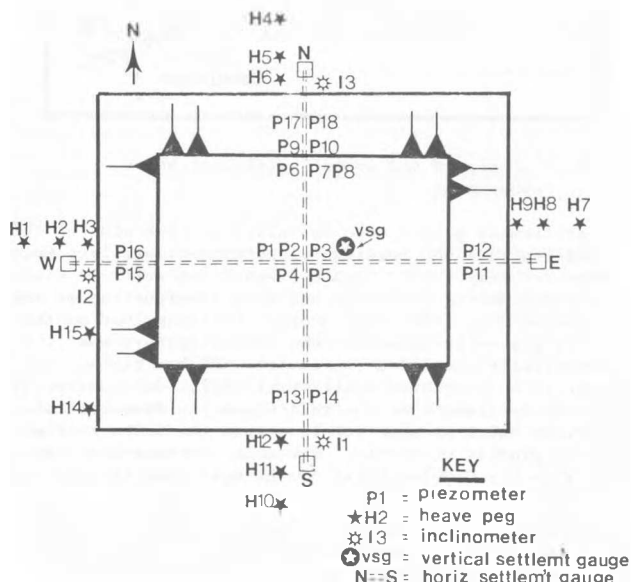 H4
N
N
H5
H6
I3
P17 P18
P9 P10
P6 P7 P8
H9 H8 H7
H1 H2 H3
vsg
P16 P1 P2 P3 P12
W E
P15 P4 P5 P11
I2
H15
P13 P14
H14
H12 I1
H11
S
H10
KEY
P1 = piezometer
H2 = heave peg
I3 = inclinometer
vsg = vertical settlemt gauge
N==S = horiz settlem't gauge